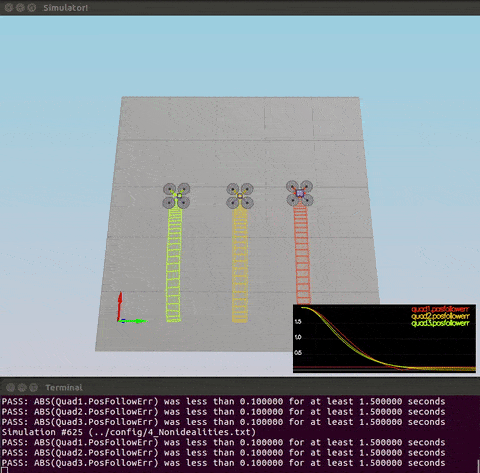 Simulator!
quad1.posfollowerr
quad2.posfollowerr
quad3.posfollowerr
1.5
1.0
0.5
Terminal
PASS: ABS(Quad1.PosFollowErr) was less than 0.100000 for at least 1.500000 seconds
PASS: ABS(Quad2.PosFollowErr) was less than 0.100000 for at least 1.500000 seconds
PASS: ABS(Quad3.PosFollowErr) was less than 0.100000 for at least 1.500000 seconds
Simulation #625 (../config/4_Nonidealities.txt)
PASS: ABS(Quad1.PosFollowErr) was less than 0.100000 for at least 1.500000 seconds
PASS: ABS(Quad2.PosFollowErr) was less than 0.100000 for at least 1.500000 seconds
PASS: ABS(Quad3.PosFollowErr) was less than 0.100000 for at least 1.500000 seconds